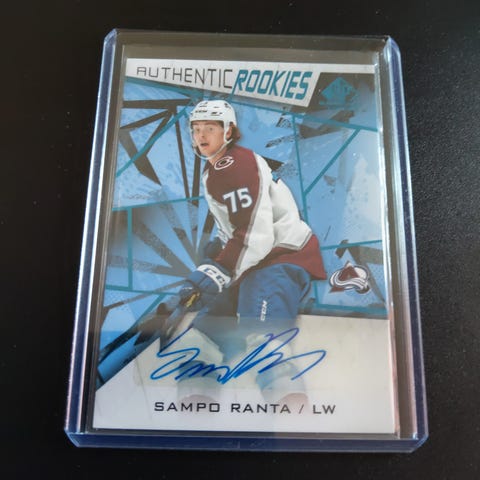 AUTHENTIC ROOKIES
75
CCM
SAMPO RANTA / LW